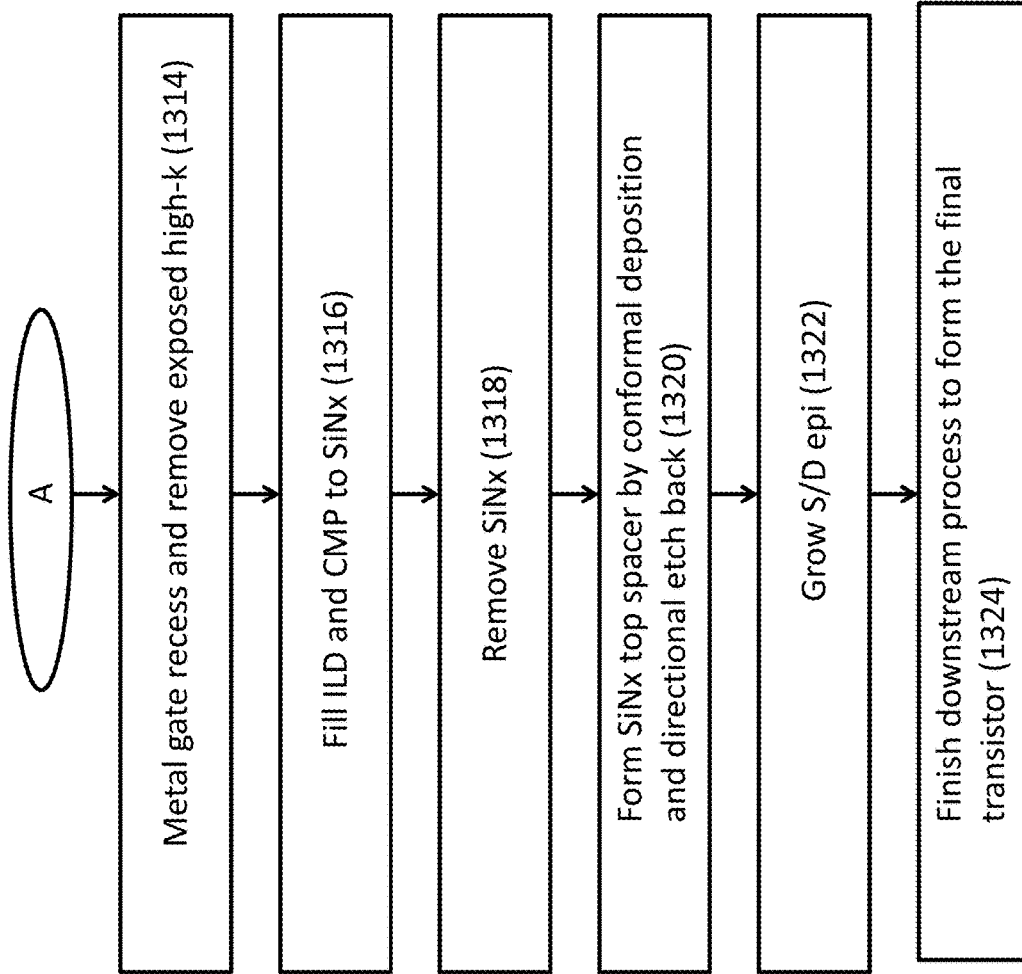 A
Metal gate recess and remove exposed high-k (1314)
Fill ILD and CMP to SiNx (1316)
Remove SiNx (1318)
Form SiNx top spacer by conformal deposition
and directional etch back (1320)
Grow S/D epi (1322)
Finish downstream process to form the final
transistor (1324)